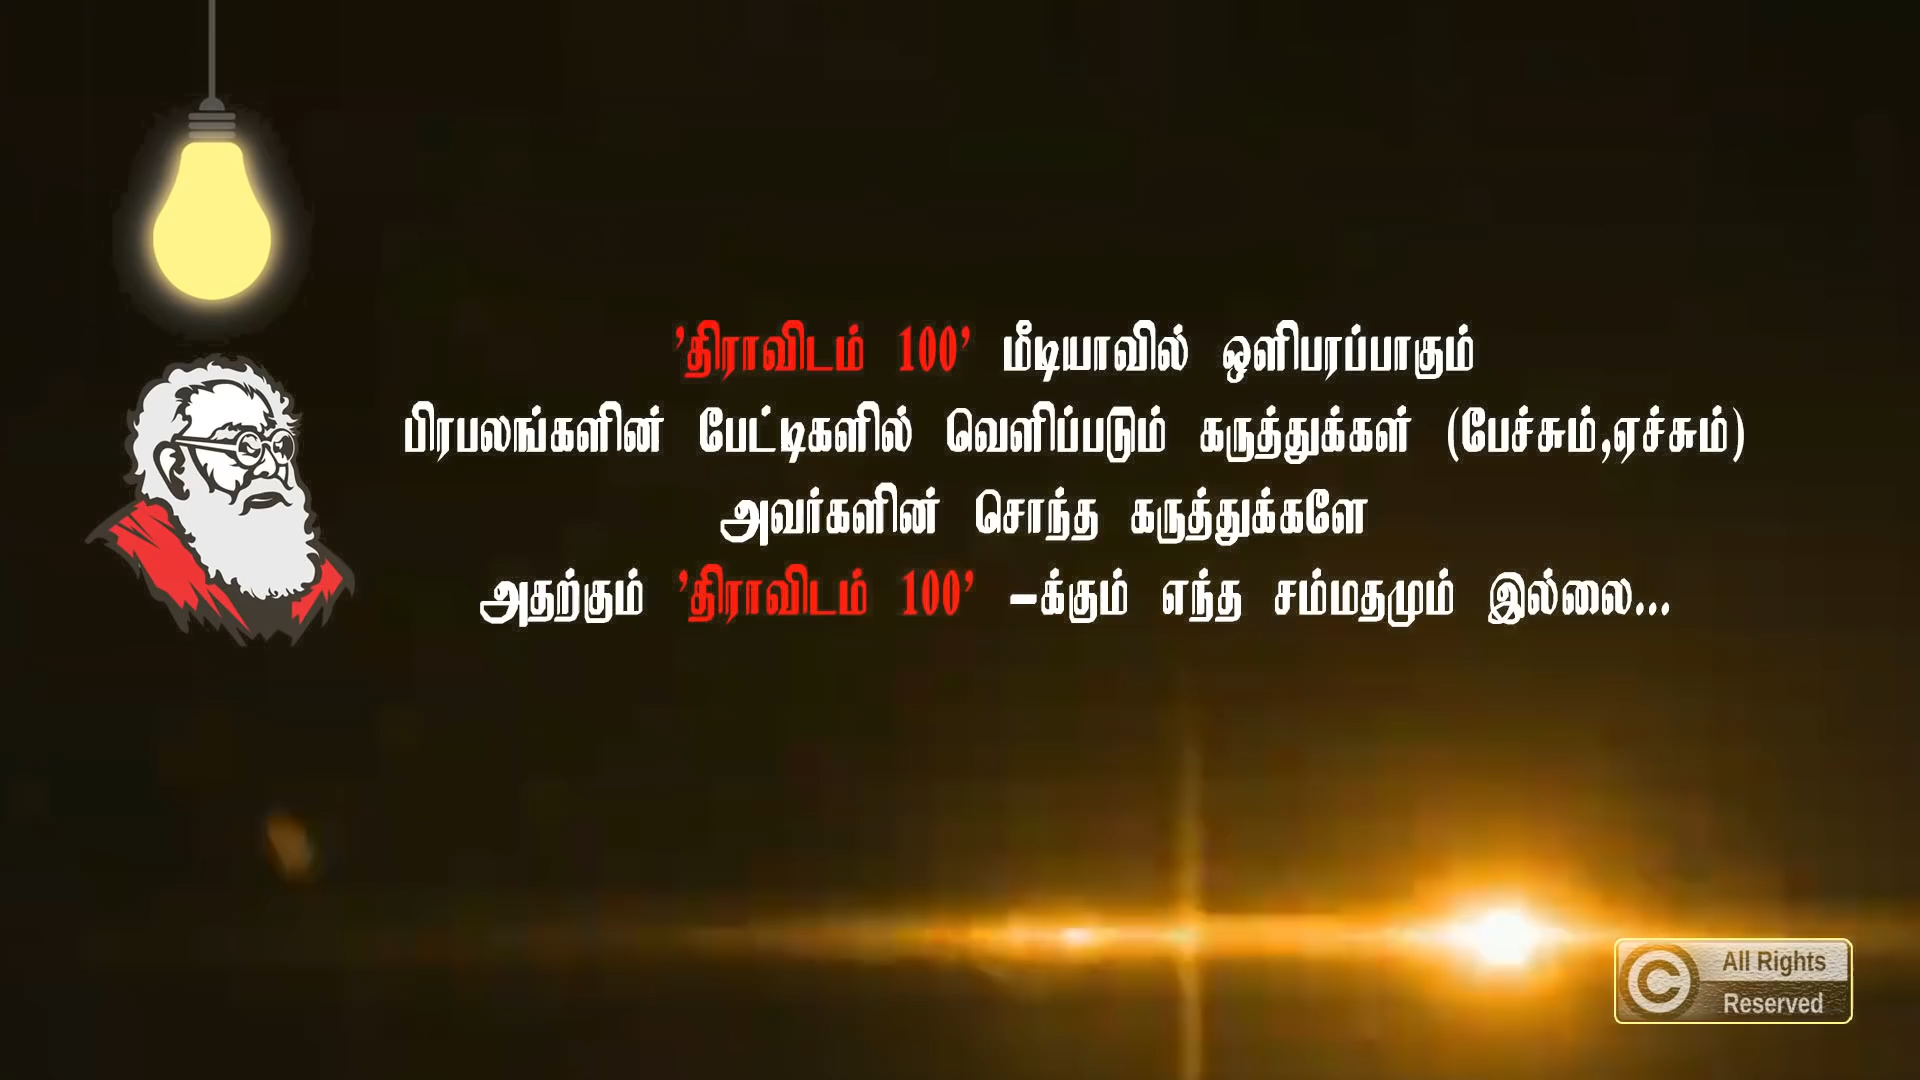 'திராவிடம் 100' மீடியாவில் ஒளிபரப்பாகும்
பிரபலங்களின் பேட்டிகளில் வெளிப்படும் கருத்துக்கள் (பேச்சும்,ஏச்சும்)
அவர்களின் சொந்த கருத்துக்களே
அதற்கும் 'திராவிடம் 100' -க்கும் எந்த சம்மதமும் இல்லை...
© All Rights
Reserved